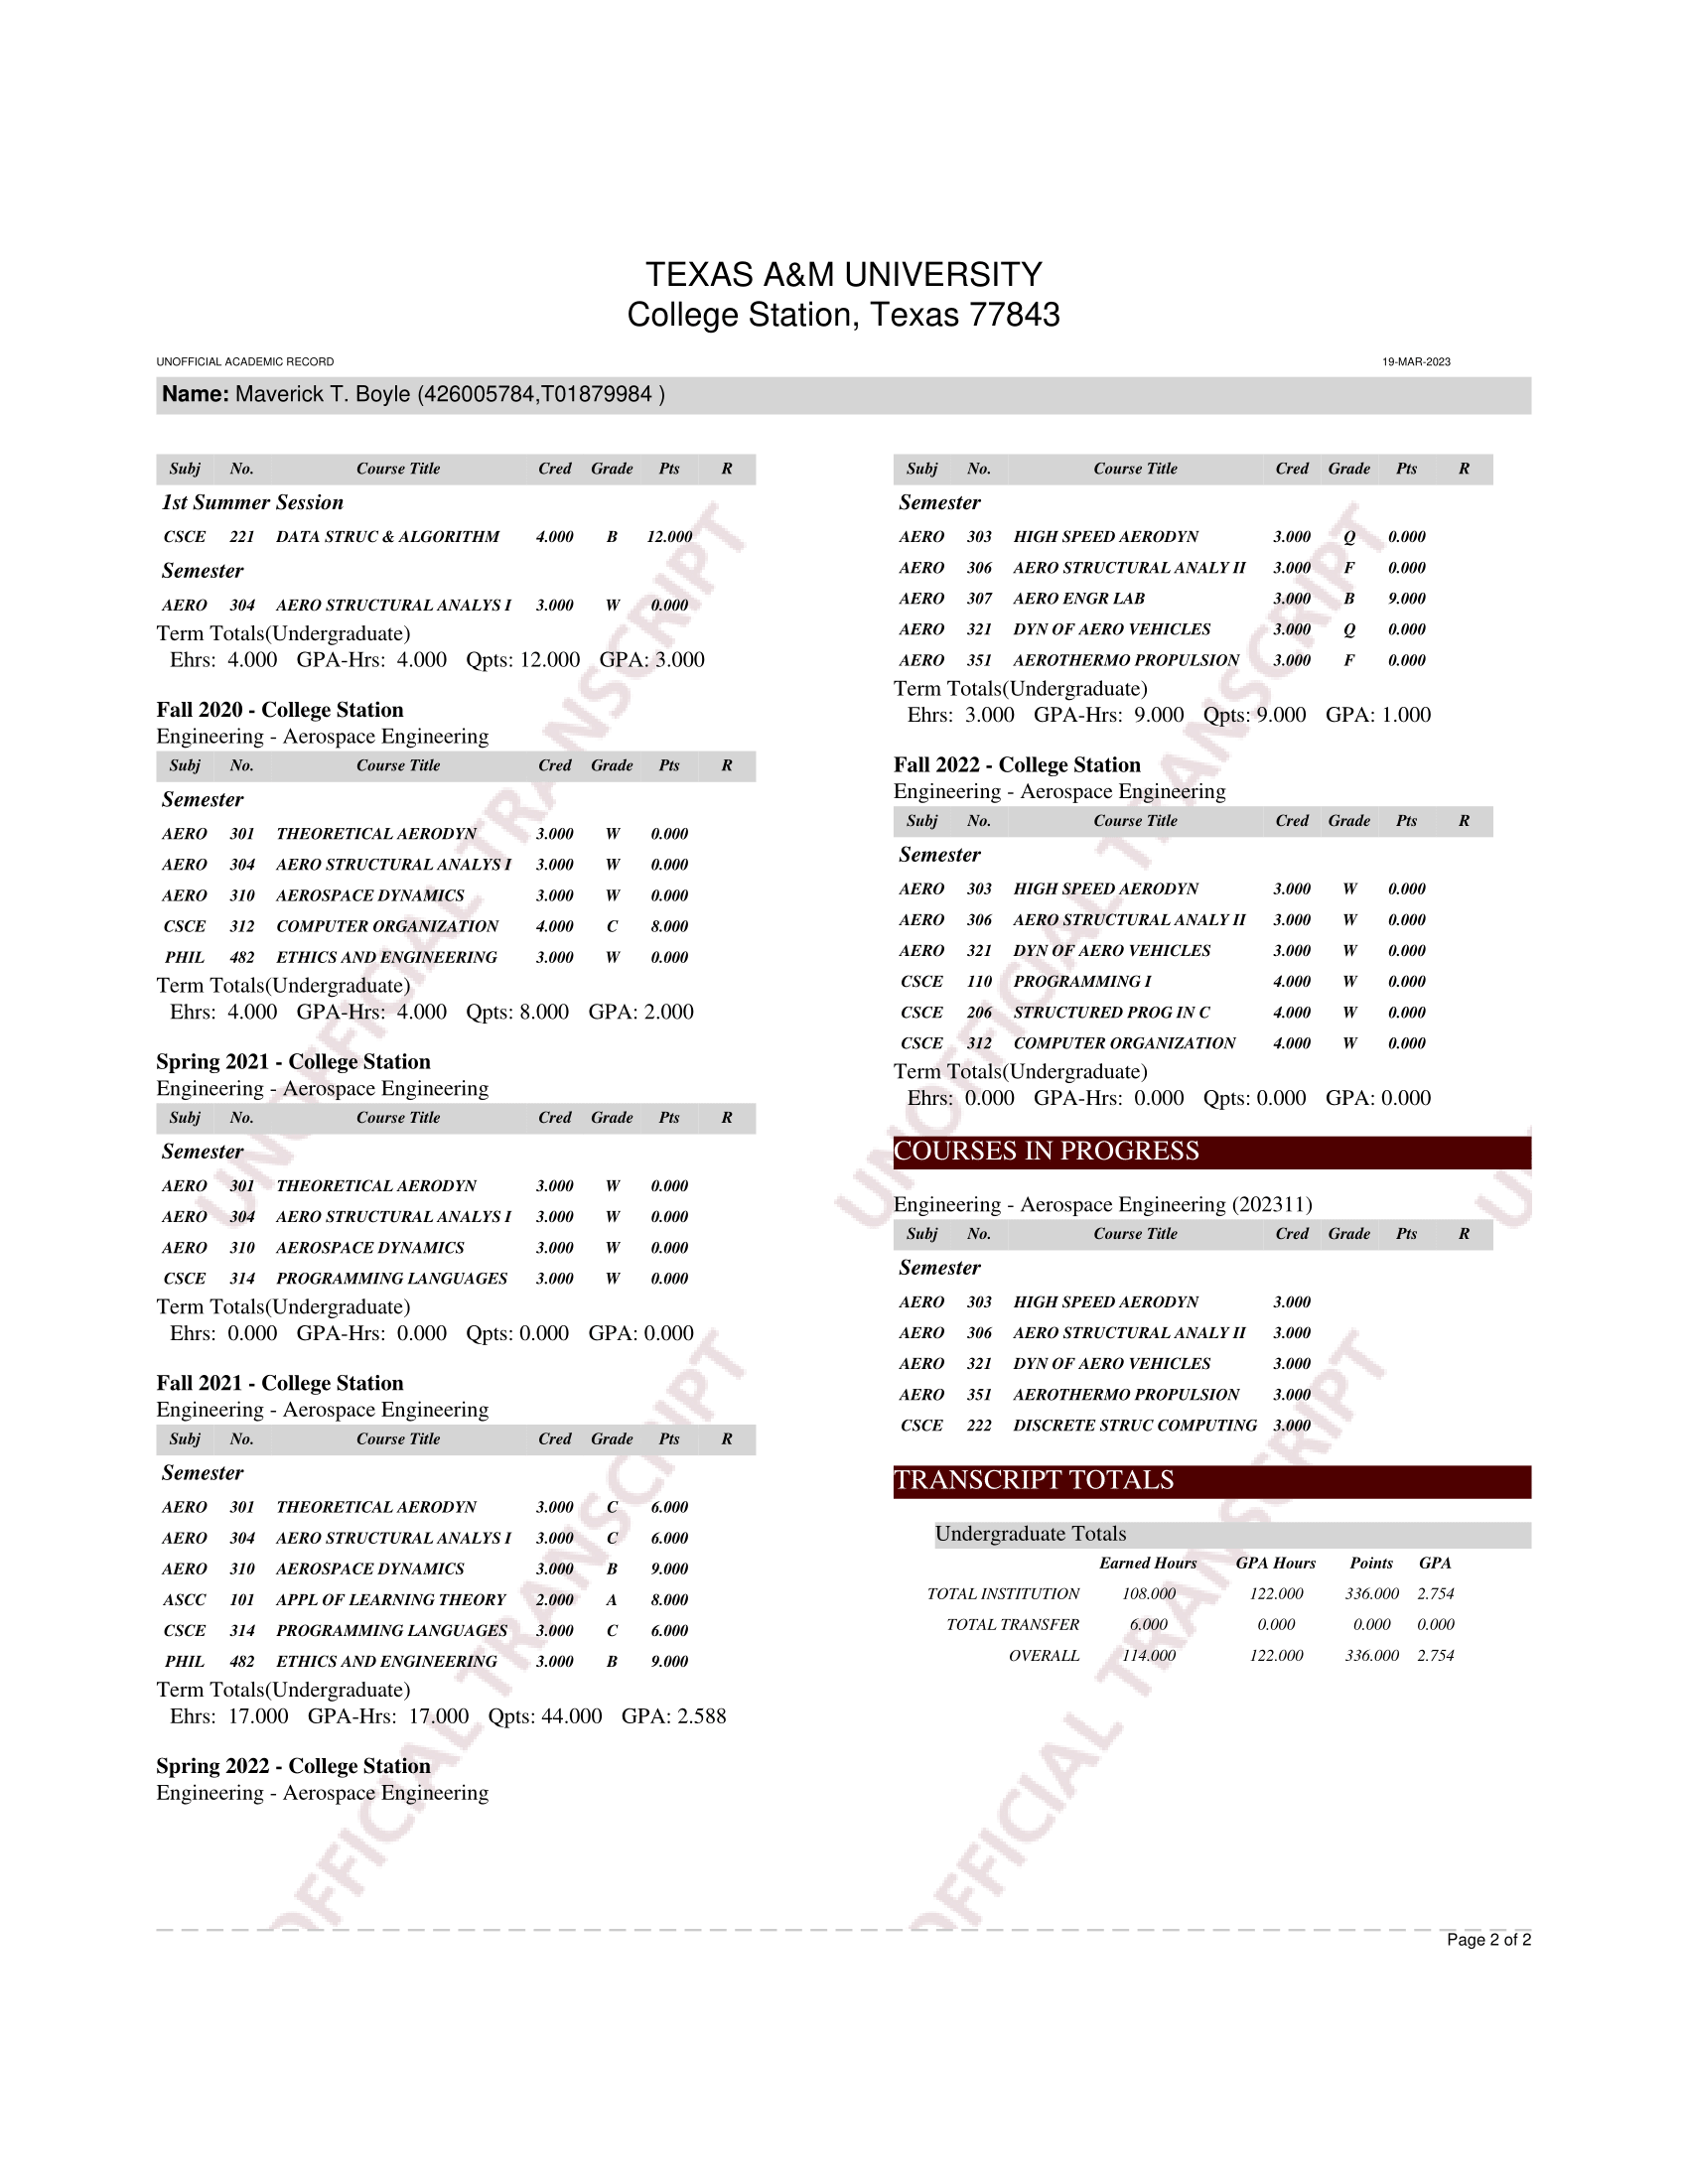 TEXAS A&M UNIVERSITY
College Station, Texas 77843
UNOFFICIAL ACADEMIC RECORD 19-MAR-2023
Name: Maverick T. Boyle (426005784,T01879984 )
Subj No. Course Title Cred Grade Pts R
1st Summer Session
CSCE 221 DATA STRUC & ALGORITHM 4.000 B 12.000
Semester
AERO 304 AERO STRUCTURAL ANALYS I 3.000 W 0.000
Term Totals(Undergraduate)
Ehrs: 4.000 GPA-Hrs: 4.000 Qpts: 12.000 GPA: 3.000
Fall 2020 - College Station
Engineering - Aerospace Engineering
Subj No. Course Title Cred Grade Pts R
Semester
AERO 301 THEORETICAL AERODYN 3.000 W 0.000
AERO 304 AERO STRUCTURAL ANALYS I 3.000 W 0.000
AERO 310 AEROSPACE DYNAMICS 3.000 W 0.000
CSCE 312 COMPUTER ORGANIZATION 4.000 C 8.000
PHIL 482 ETHICS AND ENGINEERING 3.000 W 0.000
Term Totals(Undergraduate)
Ehrs: 4.000 GPA-Hrs: 4.000 Qpts: 8.000 GPA: 2.000
Spring 2021 - College Station
Engineering - Aerospace Engineering
Subj No. Course Title Cred Grade Pts R
Semester
AERO 301 THEORETICAL AERODYN 3.000 W 0.000
AERO 304 AERO STRUCTURAL ANALYS I 3.000 W 0.000
AERO 310 AEROSPACE DYNAMICS 3.000 W 0.000
CSCE 314 PROGRAMMING LANGUAGES 3.000 W 0.000
Term Totals(Undergraduate)
Ehrs: 0.000 GPA-Hrs: 0.000 Qpts: 0.000 GPA: 0.000
Fall 2021 - College Station
Engineering - Aerospace Engineering
Subj No. Course Title Cred Grade Pts R
Semester
AERO 301 THEORETICAL AERODYN 3.000 C 6.000
AERO 304 AERO STRUCTURAL ANALYS I 3.000 C 6.000
AERO 310 AEROSPACE DYNAMICS 3.000 B 9.000
ASCC 101 APPL OF LEARNING THEORY 2.000 A 8.000
CSCE 314 PROGRAMMING LANGUAGES 3.000 C 6.000
PHIL 482 ETHICS AND ENGINEERING 3.000 B 9.000
Term Totals(Undergraduate)
Ehrs: 17.000 GPA-Hrs: 17.000 Qpts: 44.000 GPA: 2.588
Spring 2022 - College Station
Engineering - Aerospace Engineering
Subj No. Course Title Cred Grade Pts R
Semester
AERO 303 HIGH SPEED AERODYN 3.000 Q 0.000
AERO 306 AERO STRUCTURAL ANALY II 3.000 F 0.000
AERO 307 AERO ENGR LAB 3.000 B 9.000
AERO 321 DYN OF AERO VEHICLES 3.000 Q 0.000
AERO 351 AEROTHERMO PROPULSION 3.000 F 0.000
Term Totals(Undergraduate)
Ehrs: 3.000 GPA-Hrs: 9.000 Qpts: 9.000 GPA: 1.000
Fall 2022 - College Station
Engineering - Aerospace Engineering
Subj No. Course Title Cred Grade Pts R
Semester
AERO 303 HIGH SPEED AERODYN 3.000 W 0.000
AERO 306 AERO STRUCTURAL ANALY II 3.000 W 0.000
AERO 321 DYN OF AERO VEHICLES 3.000 W 0.000
CSCE 110 PROGRAMMING I 4.000 W 0.000
CSCE 206 STRUCTURED PROG IN C 4.000 W 0.000
CSCE 312 COMPUTER ORGANIZATION 4.000 W 0.000
Term Totals(Undergraduate)
Ehrs: 0.000 GPA-Hrs: 0.000 Qpts: 0.000 GPA: 0.000
COURSES IN PROGRESS
Engineering - Aerospace Engineering (202311)
Subj No. Course Title Cred Grade Pts R
Semester
AERO 303 HIGH SPEED AERODYN 3.000
AERO 306 AERO STRUCTURAL ANALY II 3.000
AERO 321 DYN OF AERO VEHICLES 3.000
AERO 351 AEROTHERMO PROPULSION 3.000
CSCE 222 DISCRETE STRUC COMPUTING 3.000
TRANSCRIPT TOTALS
Undergraduate Totals
Earned Hours GPA Hours Points GPA
TOTAL INSTITUTION 108.000 122.000 336.000 2.754
TOTAL TRANSFER 6.000 0.000 0.000 0.000
OVERALL 114.000 122.000 336.000 2.754
UNOFFICIAL TRANSCRIPT
UNOFFICIAL TRANSCRIPT
OFFICIAL TRANSCRIPT
OFFICIAL TRANSCRIPT
Page 2 of 2